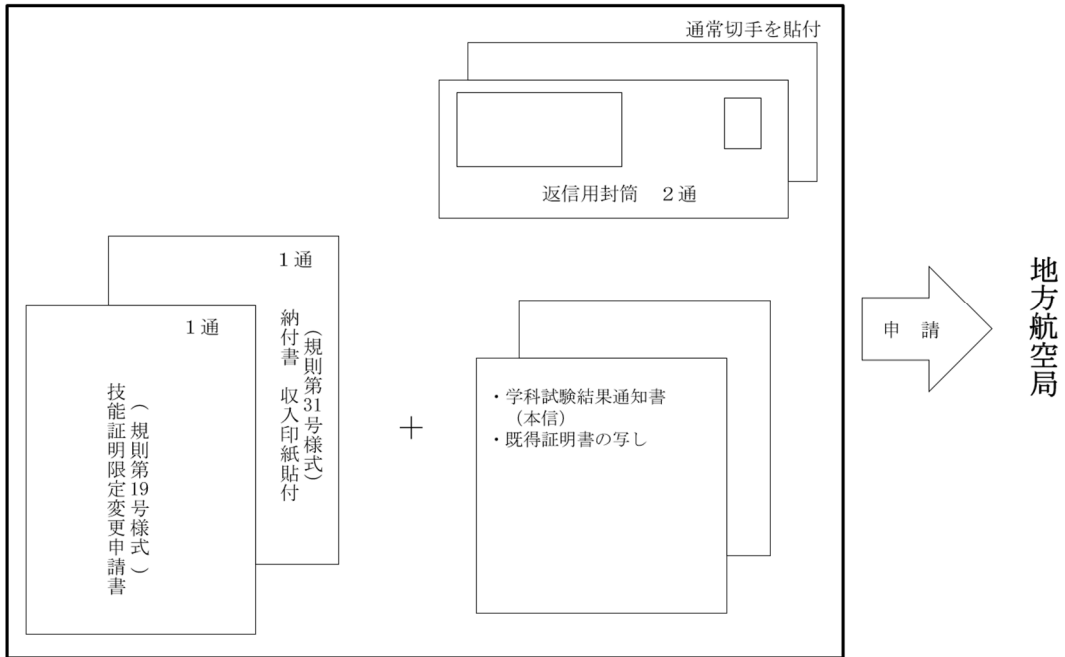 通常切手を貼付
返信用封筒　２通
１通
（規則第31号様式）
納付書　収入印紙貼付
１通
（規則第19号様式）
技能証明限定変更申請書
＋
・学科試験結果通知書
（本信）
・既得証明書の写し
申　請
地方航空局